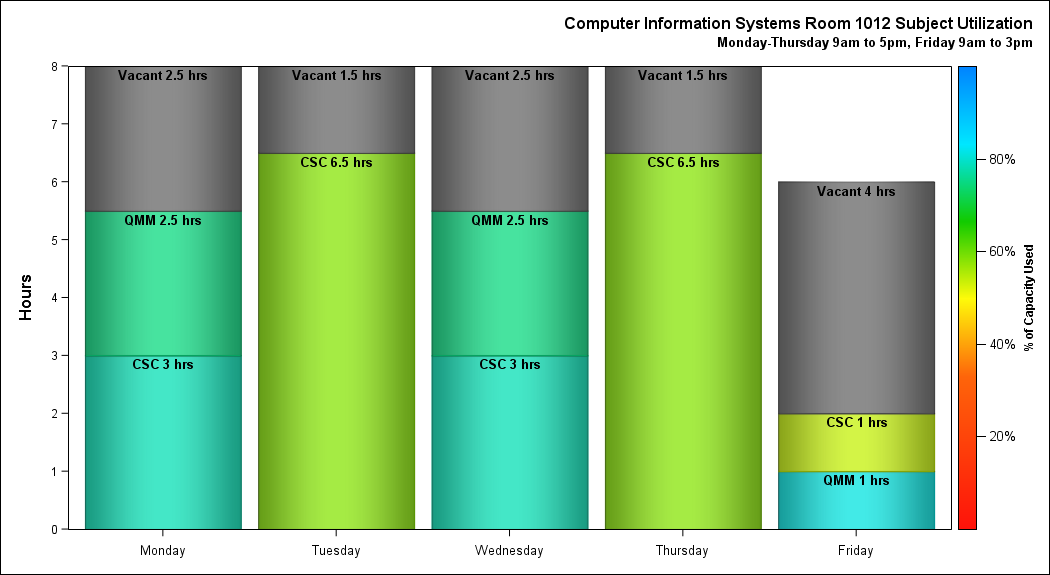 Computer Information Systems Room 1012 Subject Utilization
Monday-Thursday 9am to 5pm, Friday 9am to 3pm
Hours
8
7
6
5
4
3
2
1
0
Vacant 2.5 hrs
QMM 2.5 hrs
CSC 3 hrs
Vacant 1.5 hrs
CSC 6.5 hrs
Vacant 2.5 hrs
QMM 2.5 hrs
CSC 3 hrs
Vacant 1.5 hrs
CSC 6.5 hrs
Vacant 4 hrs
CSC 1 hrs
QMM 1 hrs
Monday
Tuesday
Wednesday
Thursday
Friday
80%
60%
40%
20%
% of Capacity Used